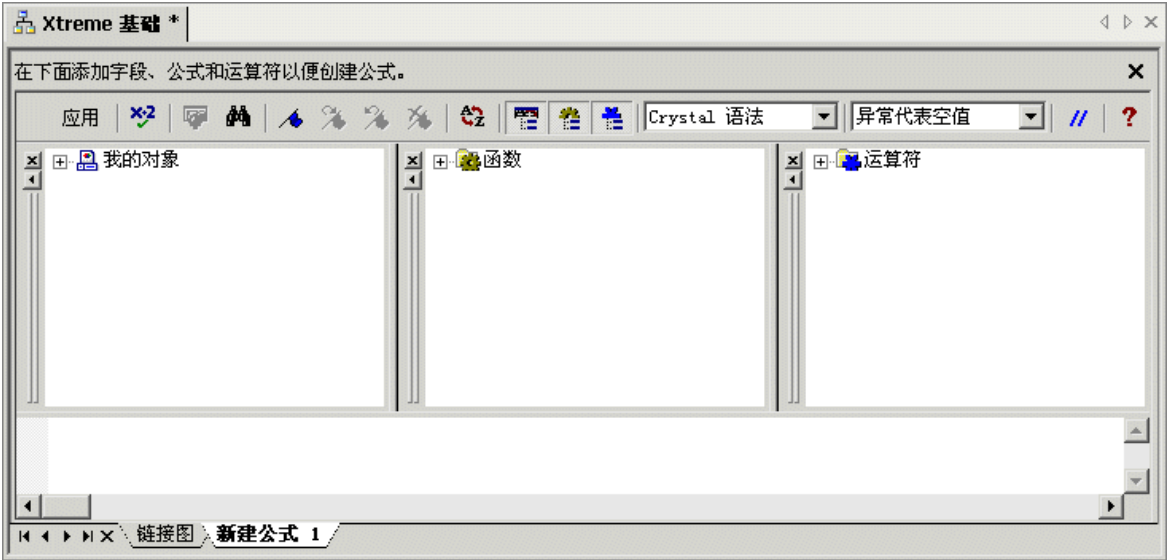 Xtreme 基础 *
在下面添加字段、公式和运算符以便创建公式。
应用 x+2 Crystal 语法 异常代表空值 // ?
我的对象 函数 运算符
链接图 新建公式 1